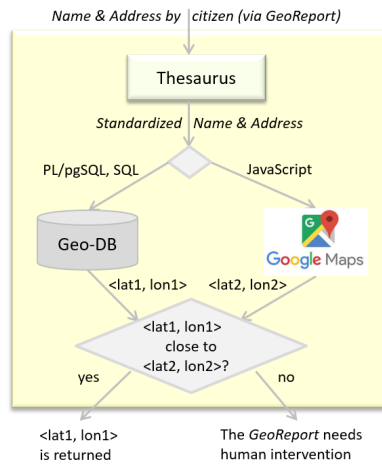 Name & Address by citizen (via GeoReport)
Thesaurus
Standardized Name & Address
PL/pgSQL, SQL
JavaScript
Geo-DB
G
Google Maps
<lat1, lon1>
<lat2, lon2>
<lat1, lon1>
close to
<lat2, lon2>?
yes
no
<lat1, lon1>
is returned
The GeoReport needs
human intervention